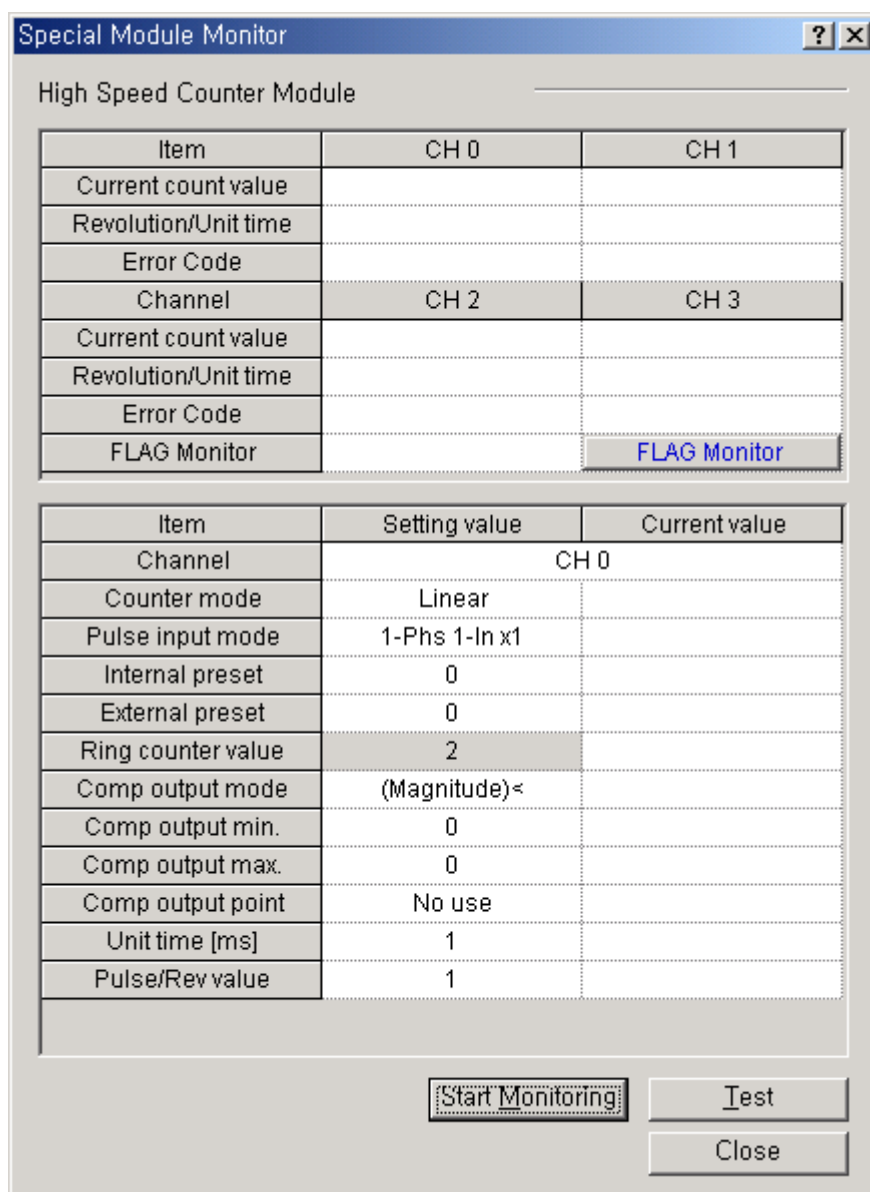 Special Module Monitor ? ×
High Speed Counter Module
Item CH 0 CH 1
Current count value
Revolution/Unit time
Error Code
Channel CH 2 CH 3
Current count value
Revolution/Unit time
Error Code
FLAG Monitor FLAG Monitor
Item Setting value Current value
Channel CH 0
Counter mode Linear
Pulse input mode 1-Phs 1-In x1
Internal preset 0
External preset 0
Ring counter value 2
Comp output mode (Magnitude)<
Comp output min. 0
Comp output max. 0
Comp output point No use
Unit time [ms] 1
Pulse/Rev value 1
Start Monitoring Test
Close